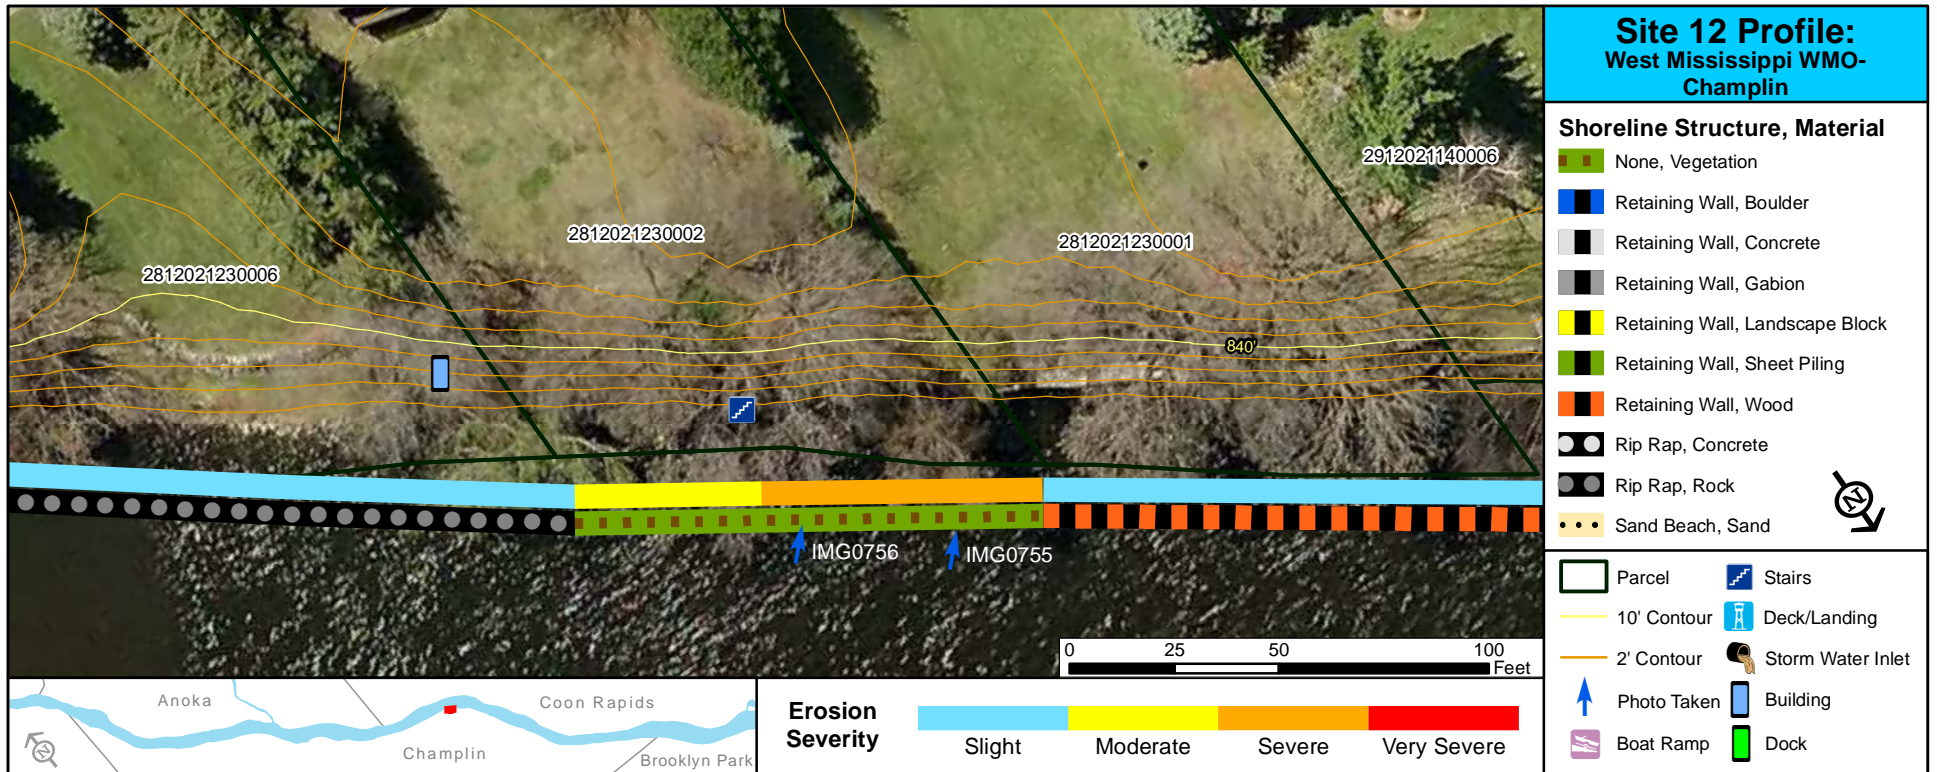 Site 12 Profile:
West Mississippi WMO-
Champlin
Shoreline Structure, Material
None, Vegetation
Retaining Wall, Boulder
Retaining Wall, Concrete
Retaining Wall, Gabion
Retaining Wall, Landscape Block
Retaining Wall, Sheet Piling
Retaining Wall, Wood
Rip Rap, Concrete
Rip Rap, Rock
Sand Beach, Sand
N
Parcel
Stairs
10' Contour
Deck/Landing
2' Contour
Storm Water Inlet
Photo Taken
Building
Boat Ramp
Dock
2912021140006
2812021230002
2812021230001
2812021230006
840'
IMG0756
IMG0755
0 25 50 100
Feet
Anoka
Coon Rapids
Champlin
Brooklyn Park
N
Erosion
Severity
Slight
Moderate
Severe
Very Severe